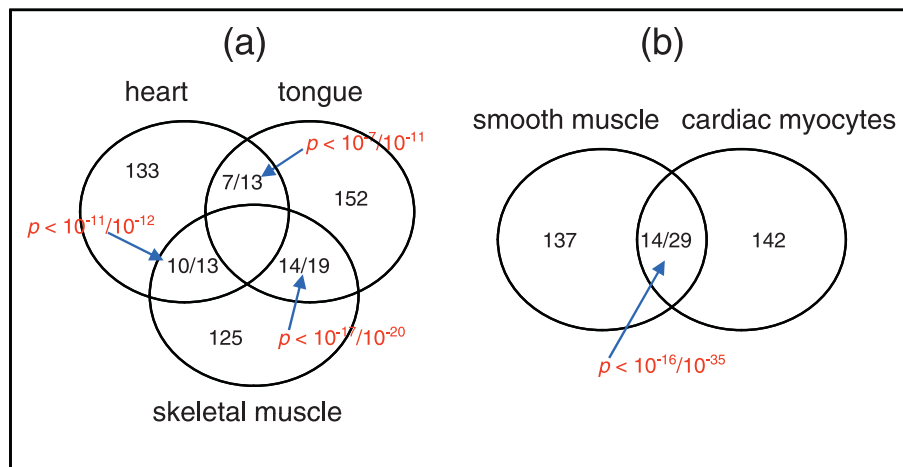 (a)
heart tongue
133
7/13
p < 10⁻⁷/10⁻¹¹
152
p < 10⁻¹¹/10⁻¹²
10/13
14/19
125
p < 10⁻¹⁷/10⁻²⁰
skeletal muscle
(b)
smooth muscle cardiac myocytes
137
14/29
142
p < 10⁻¹⁶/10⁻³⁵